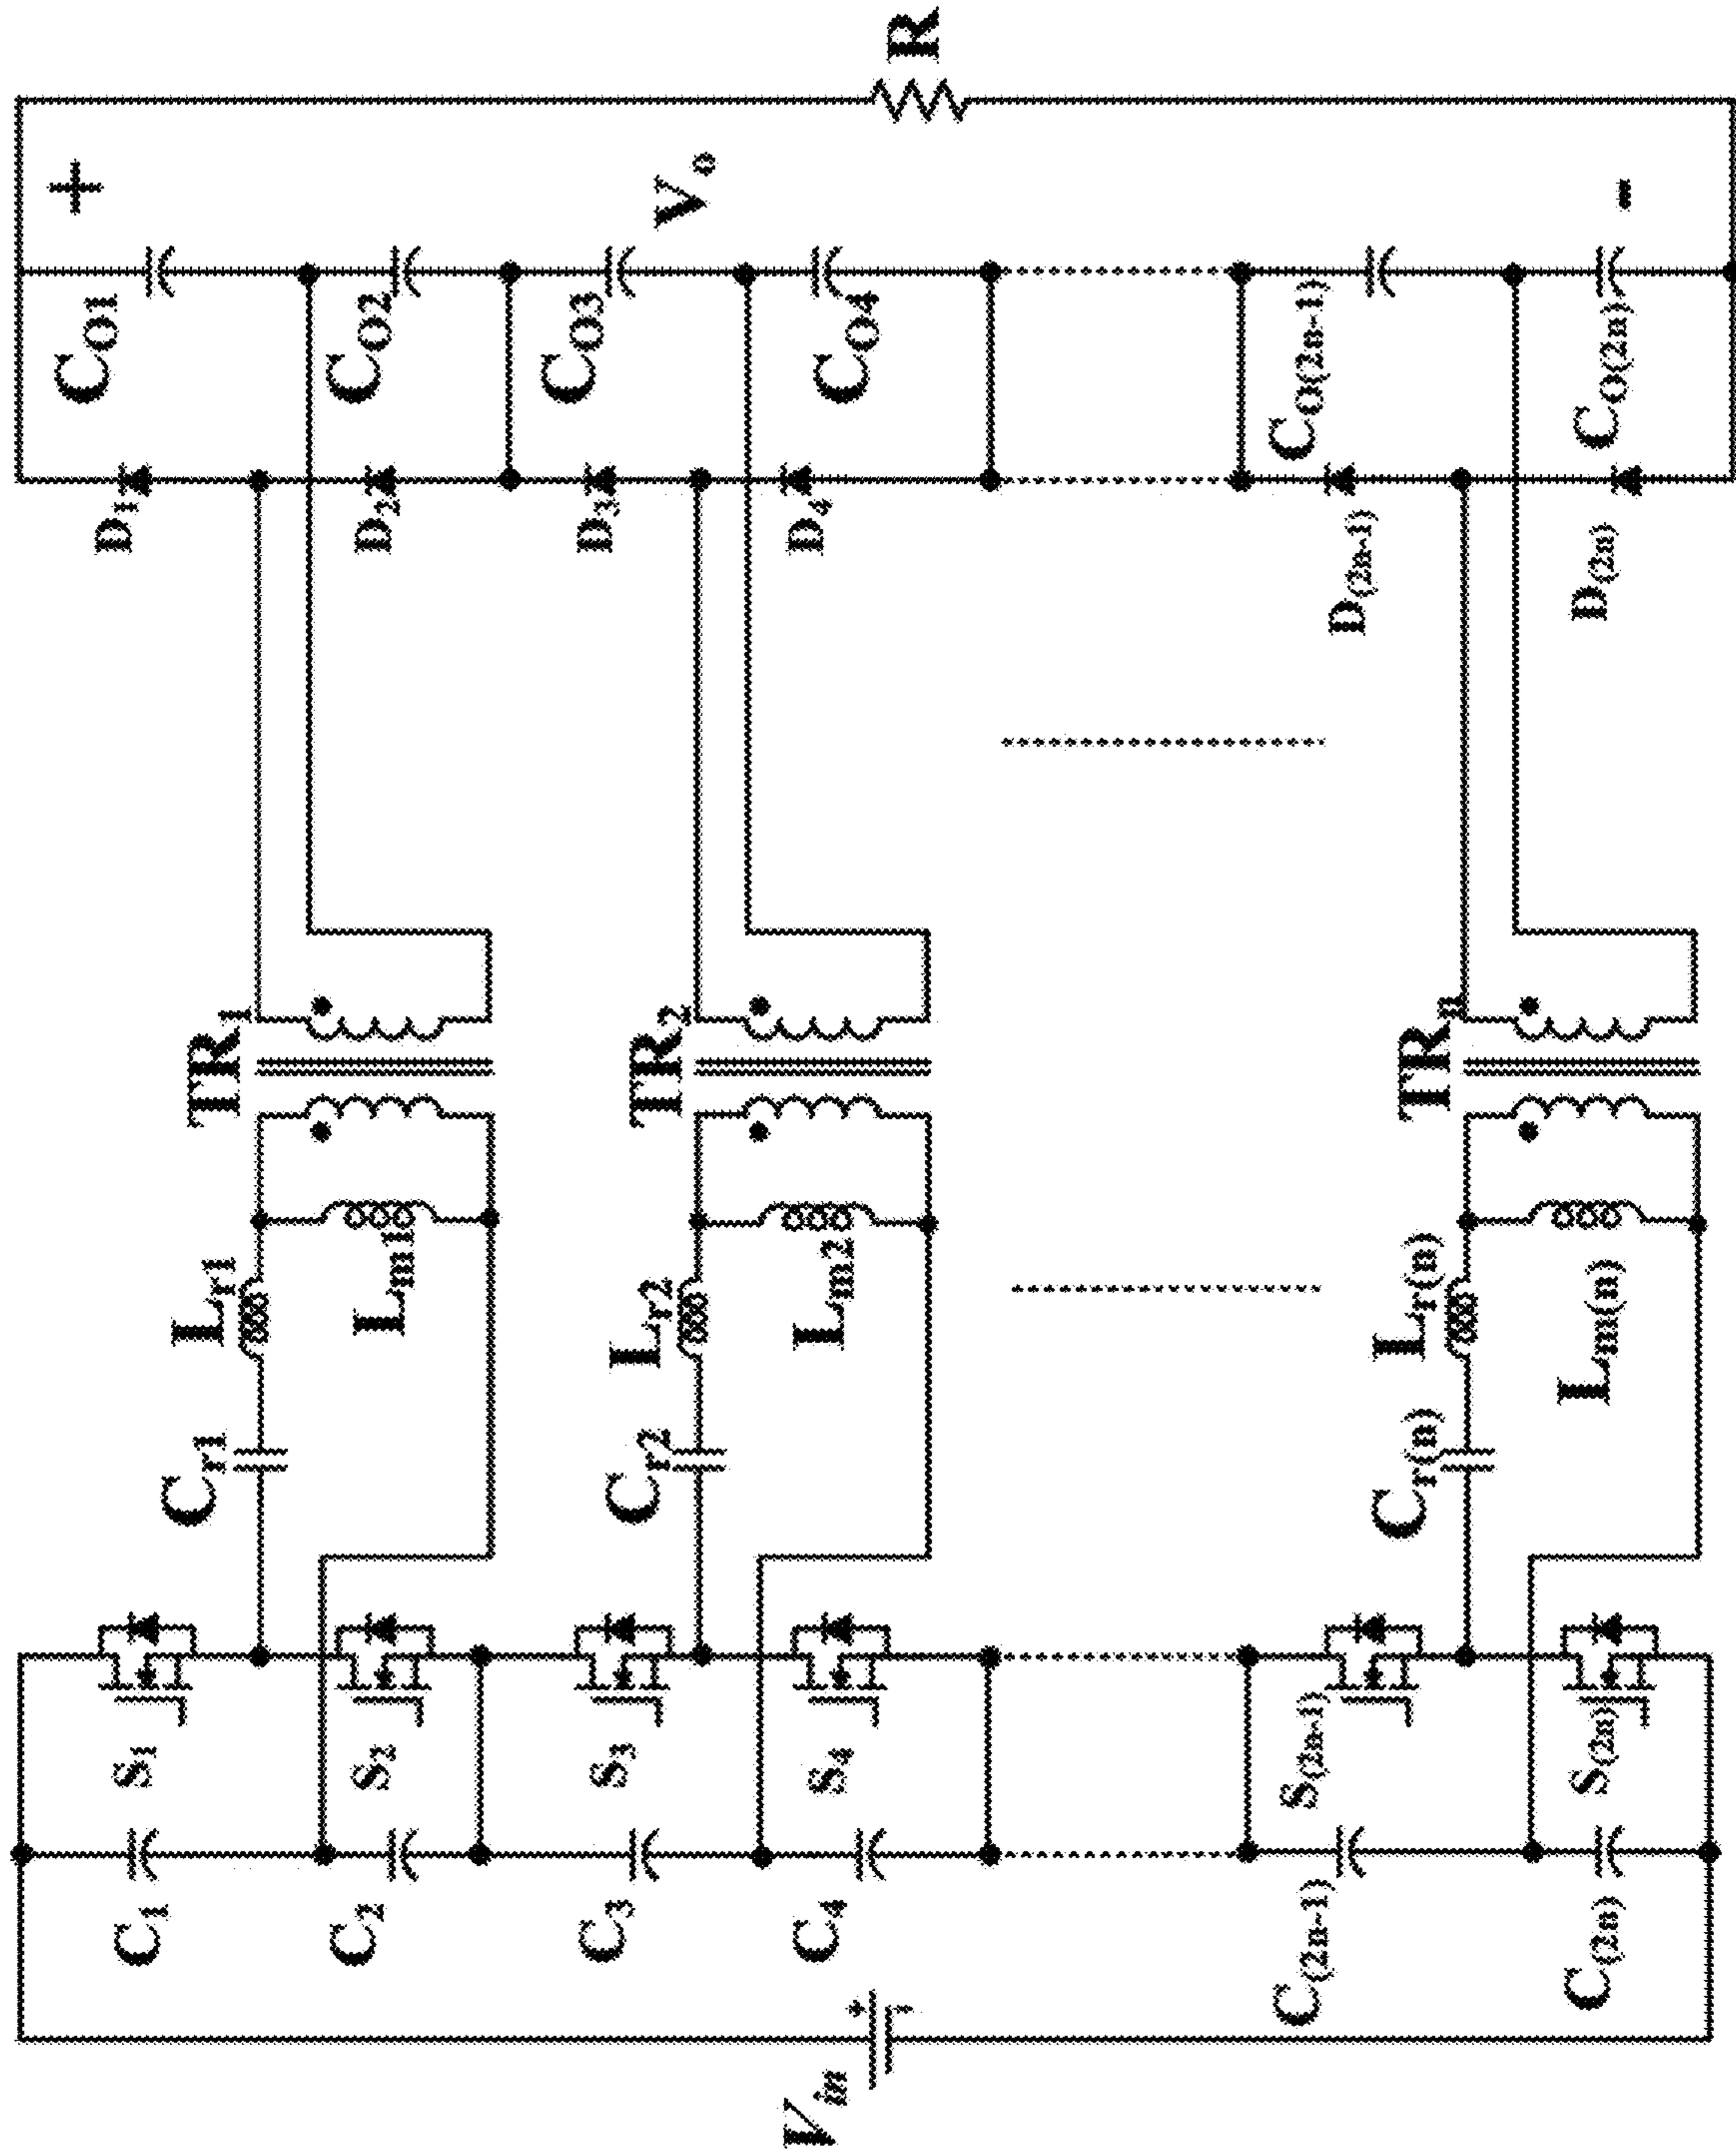 V_in
+
-
C_1
C_2
C_3
C_4
C_(2n-1)
C_(2n)
S_1
S_2
S_3
S_4
S_(2n-1)
S_(2n)
C_r1
C_r2
C_r(n)
L_r1
L_r2
L_r(n)
L_m1
L_m2
L_m(n)
TR_1
TR_2
TR_n
D_1
D_2
D_3
D_4
D_(2n-1)
D_(2n)
C_O1
C_O2
C_O3
C_O4
C_O(2n-1)
C_O(2n)
+
V_o
-
R